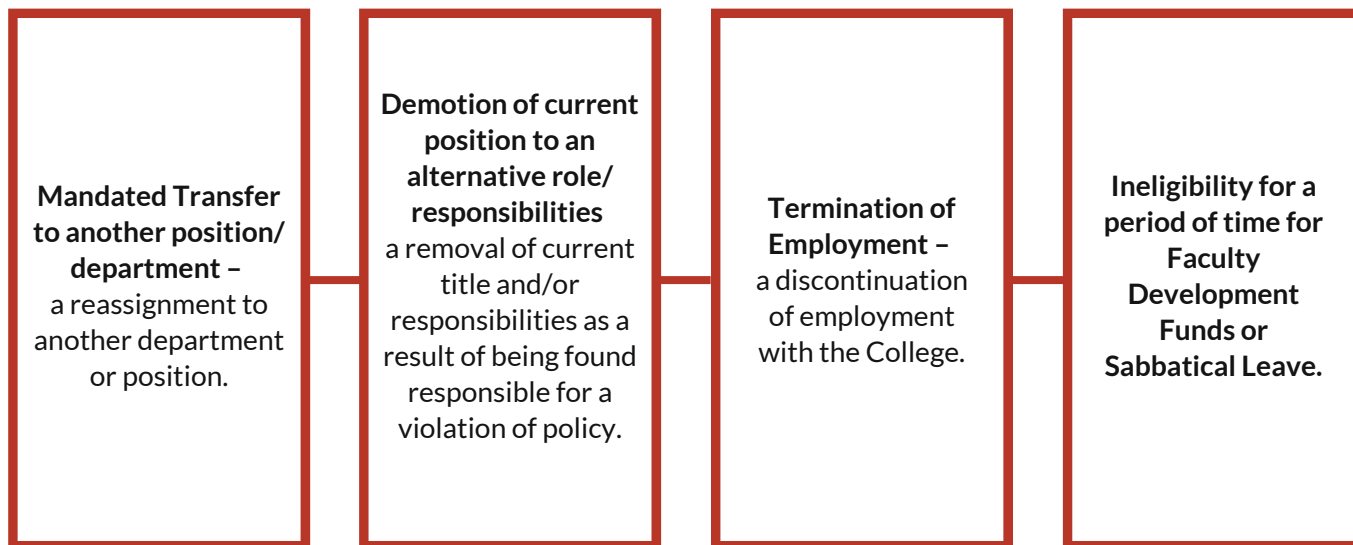 Mandated Transfer
to another position/
department –
a reassignment to
another department
or position.
Demotion of current
position to an
alternative role/
responsibilities
a removal of current
title and/or
responsibilities as a
result of being found
responsible for a
violation of policy.
Termination of
Employment –
a discontinuation
of employment
with the College.
Ineligibility for a
period of time for
Faculty
Development
Funds or
Sabbatical Leave.